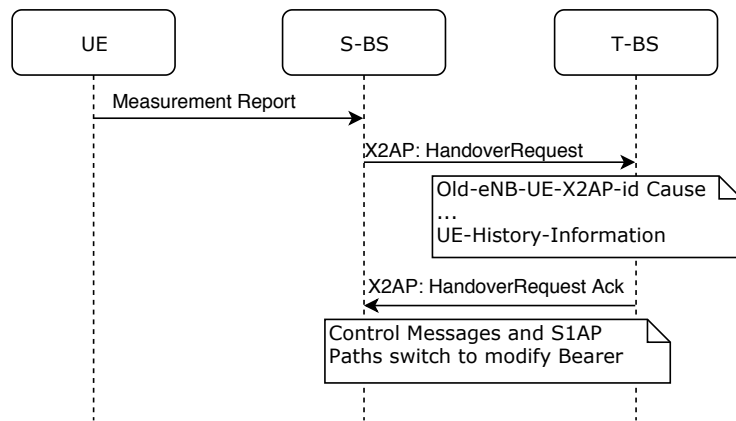 UE
S-BS
T-BS
Measurement Report
X2AP: HandoverRequest
Old-eNB-UE-X2AP-id Cause
...
UE-History-Information
X2AP: HandoverRequest Ack
Control Messages and S1AP
Paths switch to modify Bearer